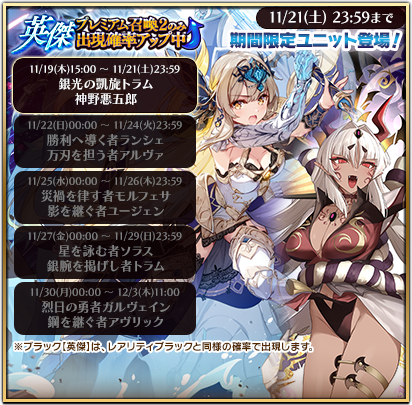 英傑
プレミアム召喚2のみ
出現確率アップ中
11/21(土) 23:59まで
期間限定ユニット登場!
11/19(木)15:00 ～ 11/21(土)23:59
銀光の凱旋トラム
神野悪五郎
11/22(日)00:00 ～ 11/24(火)23:59
勝利へ導く者ランシェ
万刃を担う者アルヴァ
11/25(水)00:00 ～ 11/26(木)23:59
災禍を律す者モルフェサ
影を継ぐ者ユージェン
11/27(金)00:00 ～ 11/29(日)23:59
星を詠む者ソラス
銀腕を掲げし者トラム
11/30(月)00:00 ～ 12/3(木)11:00
烈日の勇者ガルヴェイン
鋼を継ぐ者アヴリック
※ブラック【英傑】は、レアリティブラックと同様の確率で出現します。